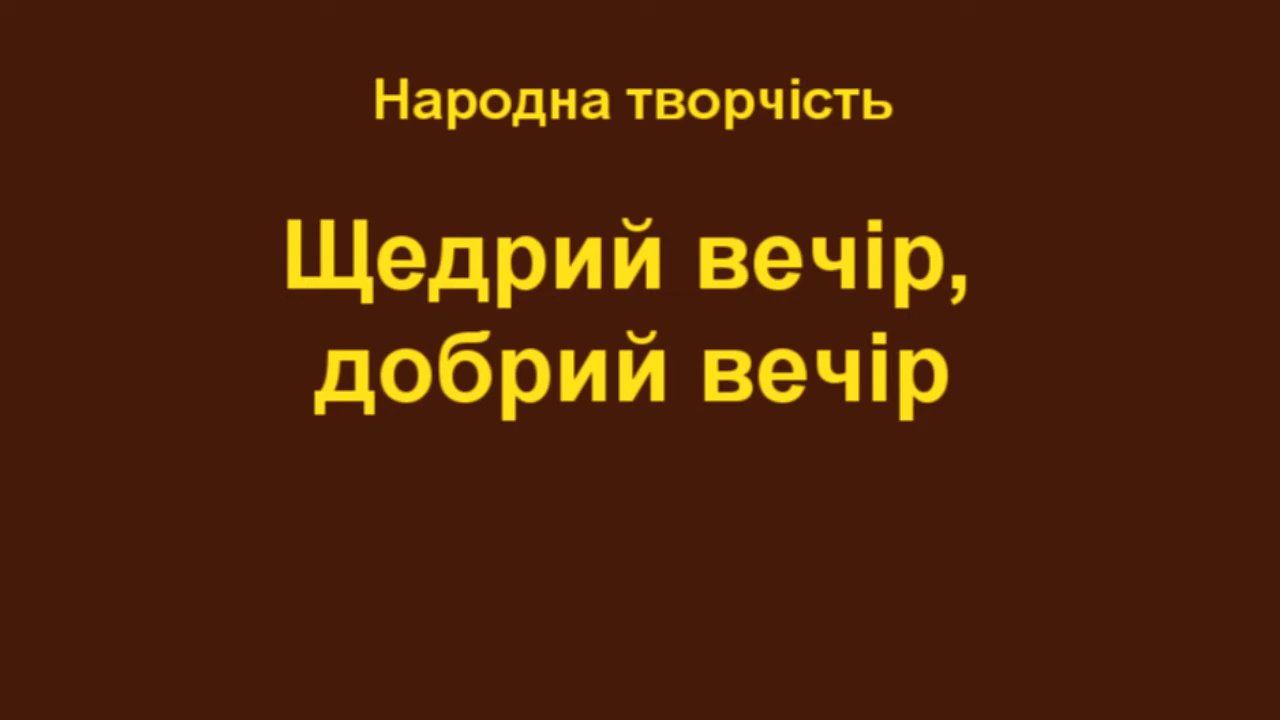 Народна творчість
Щедрий вечір,
добрий вечір